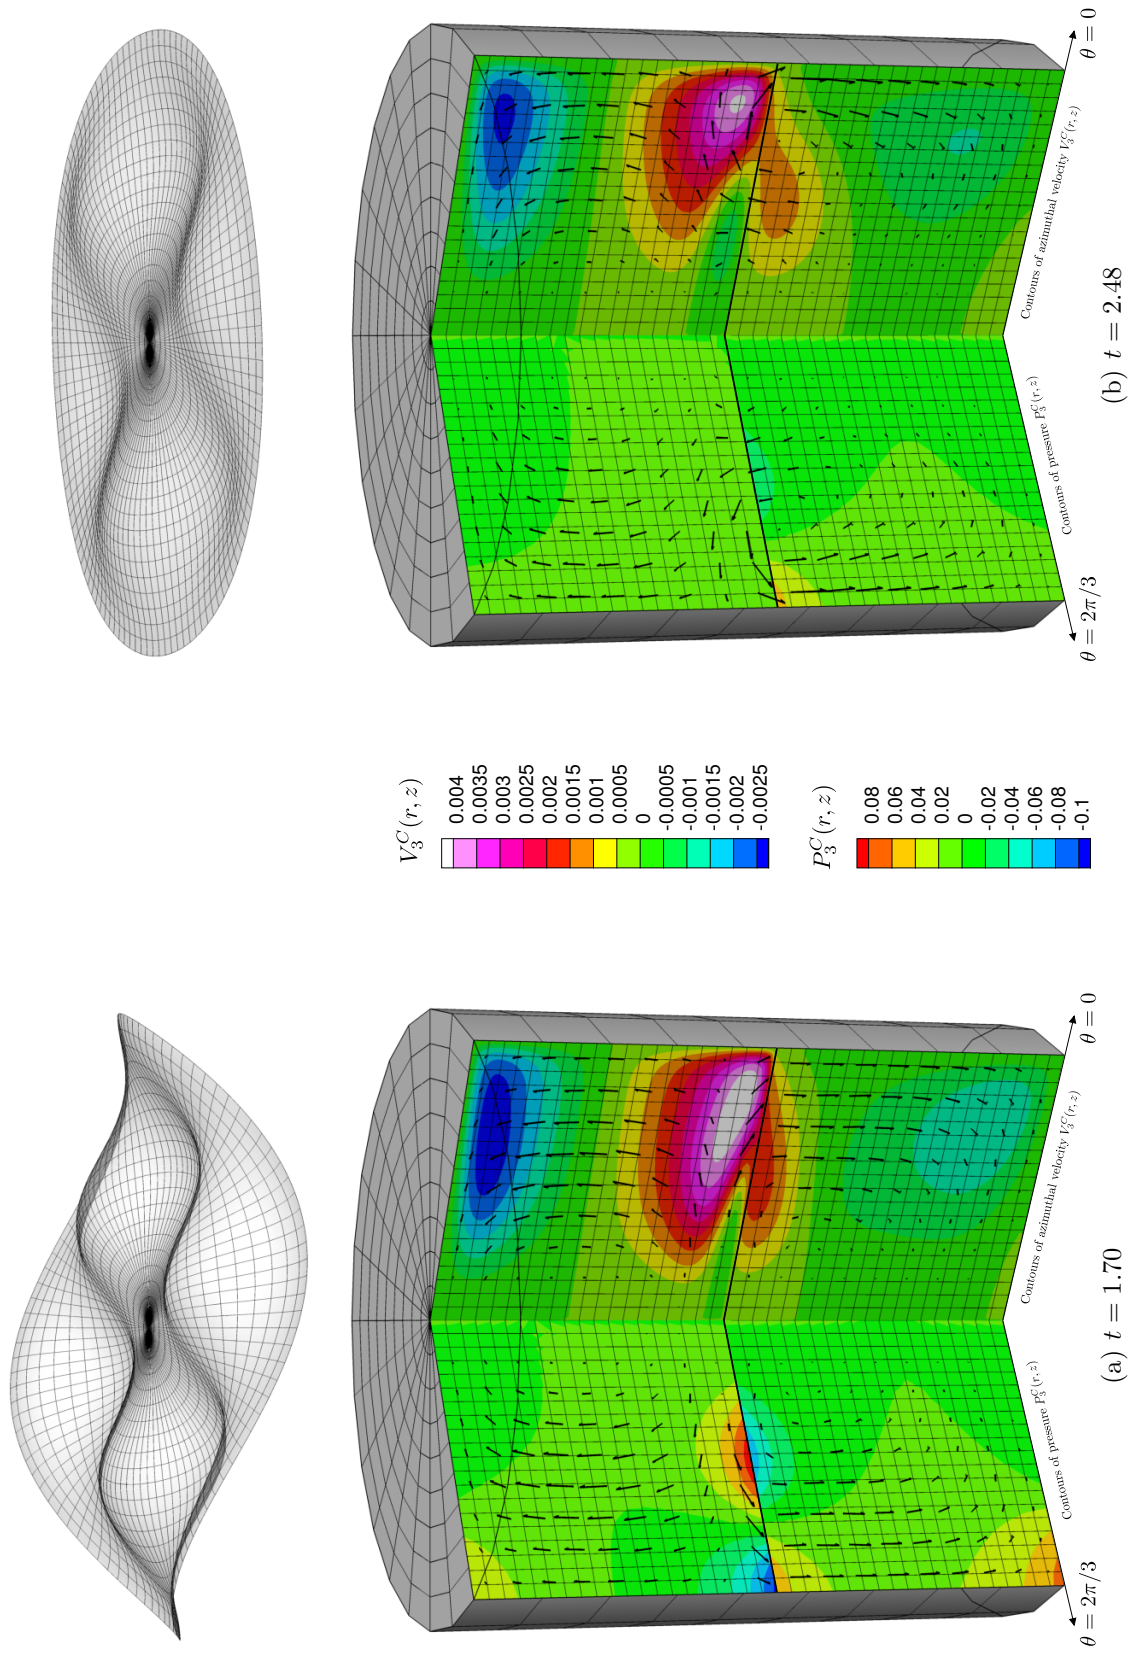 V_3^C(r, z)
0.004
0.0035
0.003
0.0025
0.002
0.0015
0.001
0.0005
0
-0.0005
-0.001
-0.0015
-0.002
-0.0025
P_3^C(r, z)
0.08
0.06
0.04
0.02
0
-0.02
-0.04
-0.06
-0.08
-0.1
Contours of pressure P_3^C(r, z)
Contours of azimuthal velocity V_3^C(r, z)
θ = 2π/3
θ = 0
(a) t = 1.70
Contours of pressure P_3^C(r, z)
Contours of azimuthal velocity V_3^C(r, z)
θ = 2π/3
θ = 0
(b) t = 2.48